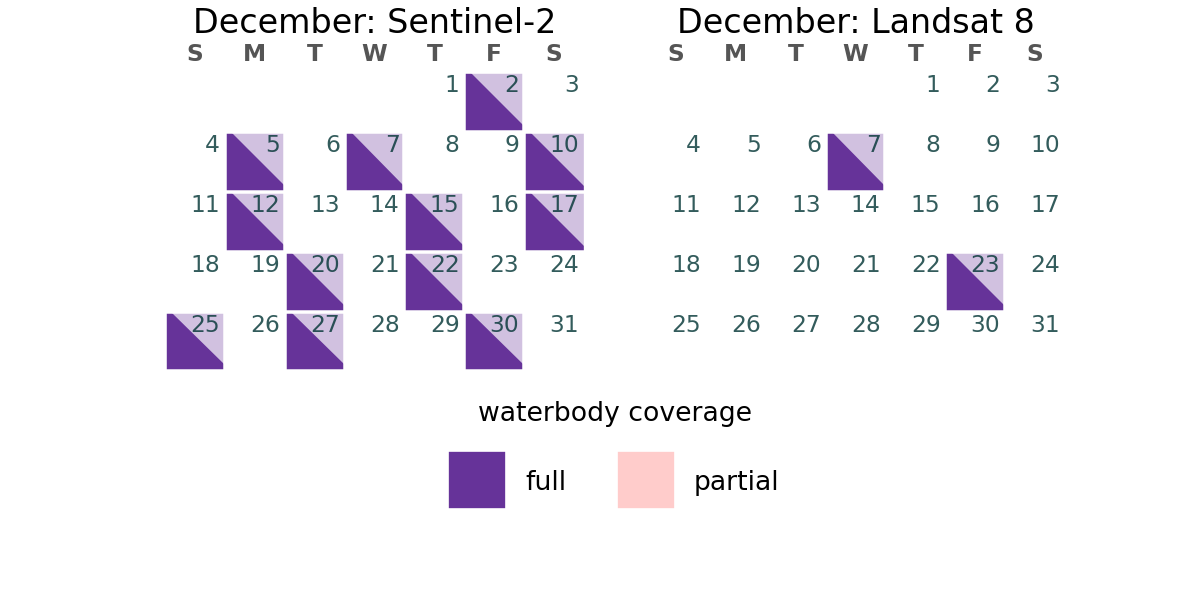 December: Sentinel-2
S M T W T F S
1 2 3
4 5 6 7 8 9 10
11 12 13 14 15 16 17
18 19 20 21 22 23 24
25 26 27 28 29 30 31
December: Landsat 8
S M T W T F S
1 2 3
4 5 6 7 8 9 10
11 12 13 14 15 16 17
18 19 20 21 22 23 24
25 26 27 28 29 30 31
waterbody coverage
full partial